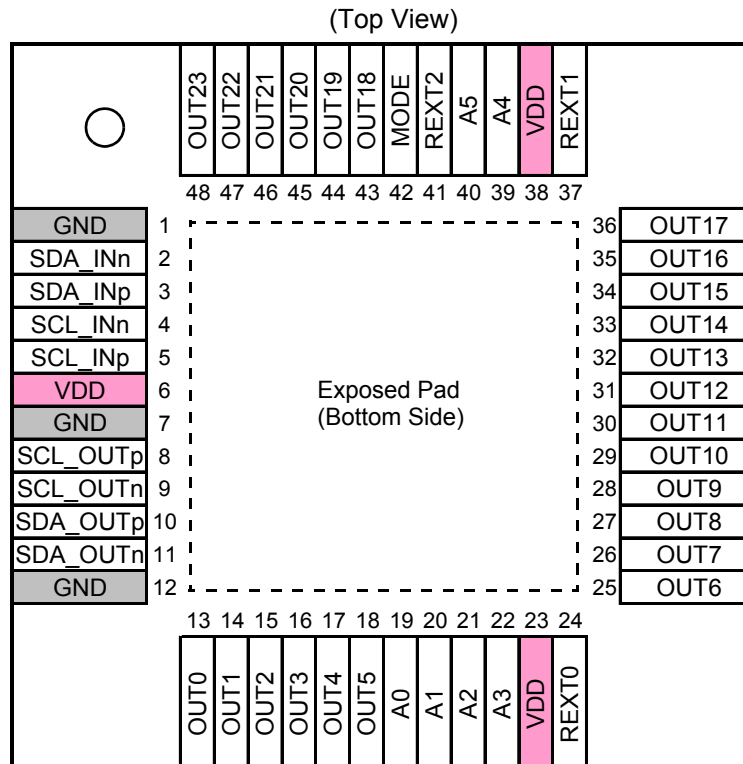 (Top View)
OUT23 OUT22 OUT21 OUT20 OUT19 OUT18 MODE REXT2 A5 A4 VDD REXT1
48 47 46 45 44 43 42 41 40 39 38 37
GND 1 36 OUT17
SDA_INn 2 35 OUT16
SDA_INp 3 34 OUT15
SCL_INn 4 33 OUT14
SCL_INp 5 32 OUT13
VDD 6 Exposed Pad 31 OUT12
GND 7 (Bottom Side) 30 OUT11
SCL_OUTp 8 29 OUT10
SCL_OUTn 9 28 OUT9
SDA_OUTp 10 27 OUT8
SDA_OUTn 11 26 OUT7
GND 12 25 OUT6
13 14 15 16 17 18 19 20 21 22 23 24
OUT0 OUT1 OUT2 OUT3 OUT4 OUT5 A0 A1 A2 A3 VDD REXT0